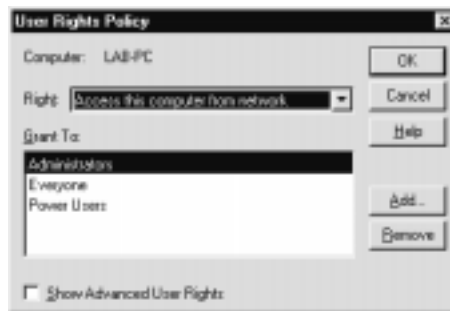 User Rights Policy
Computer: LAB-PC
OK
Right: Access this computer from network
Cancel
Grant To:
Help
Administrators
Everyone
Power Users
Add...
Remove
Show Advanced User Rights